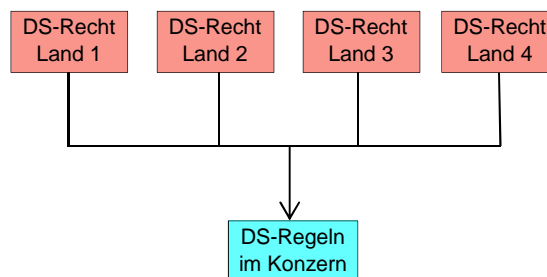 DS-Recht
Land 1
DS-Recht
Land 2
DS-Recht
Land 3
DS-Recht
Land 4
DS-Regeln
im Konzern